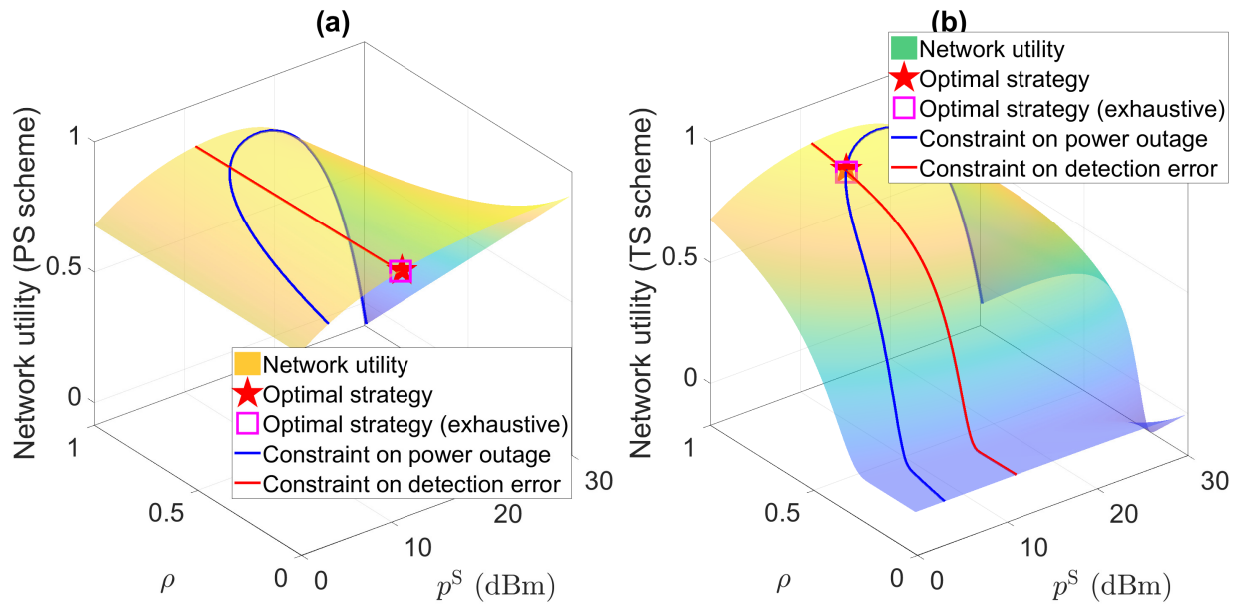 (a)
Network utility (PS scheme)
1
0.5
0
1
0.5
0
ρ
0
10
20
30
p^S (dBm)
Network utility
Optimal strategy
Optimal strategy (exhaustive)
Constraint on power outage
Constraint on detection error
(b)
Network utility (TS scheme)
1
0.5
0
1
0.5
0
ρ
0
10
20
30
p^S (dBm)
Network utility
Optimal strategy
Optimal strategy (exhaustive)
Constraint on power outage
Constraint on detection error